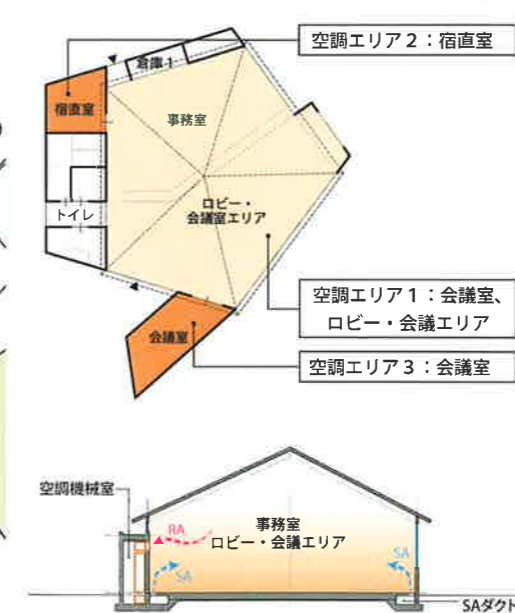 空調エリア2：宿直室
倉庫1
宿直室
事務室
トイレ
ロビー・
会議室エリア
空調エリア1：会議室、
ロビー・会議エリア
会議室
空調エリア3：会議室
空調機械室
事務室
ロビー・会議エリア
RA
SA
SA
SAダクト